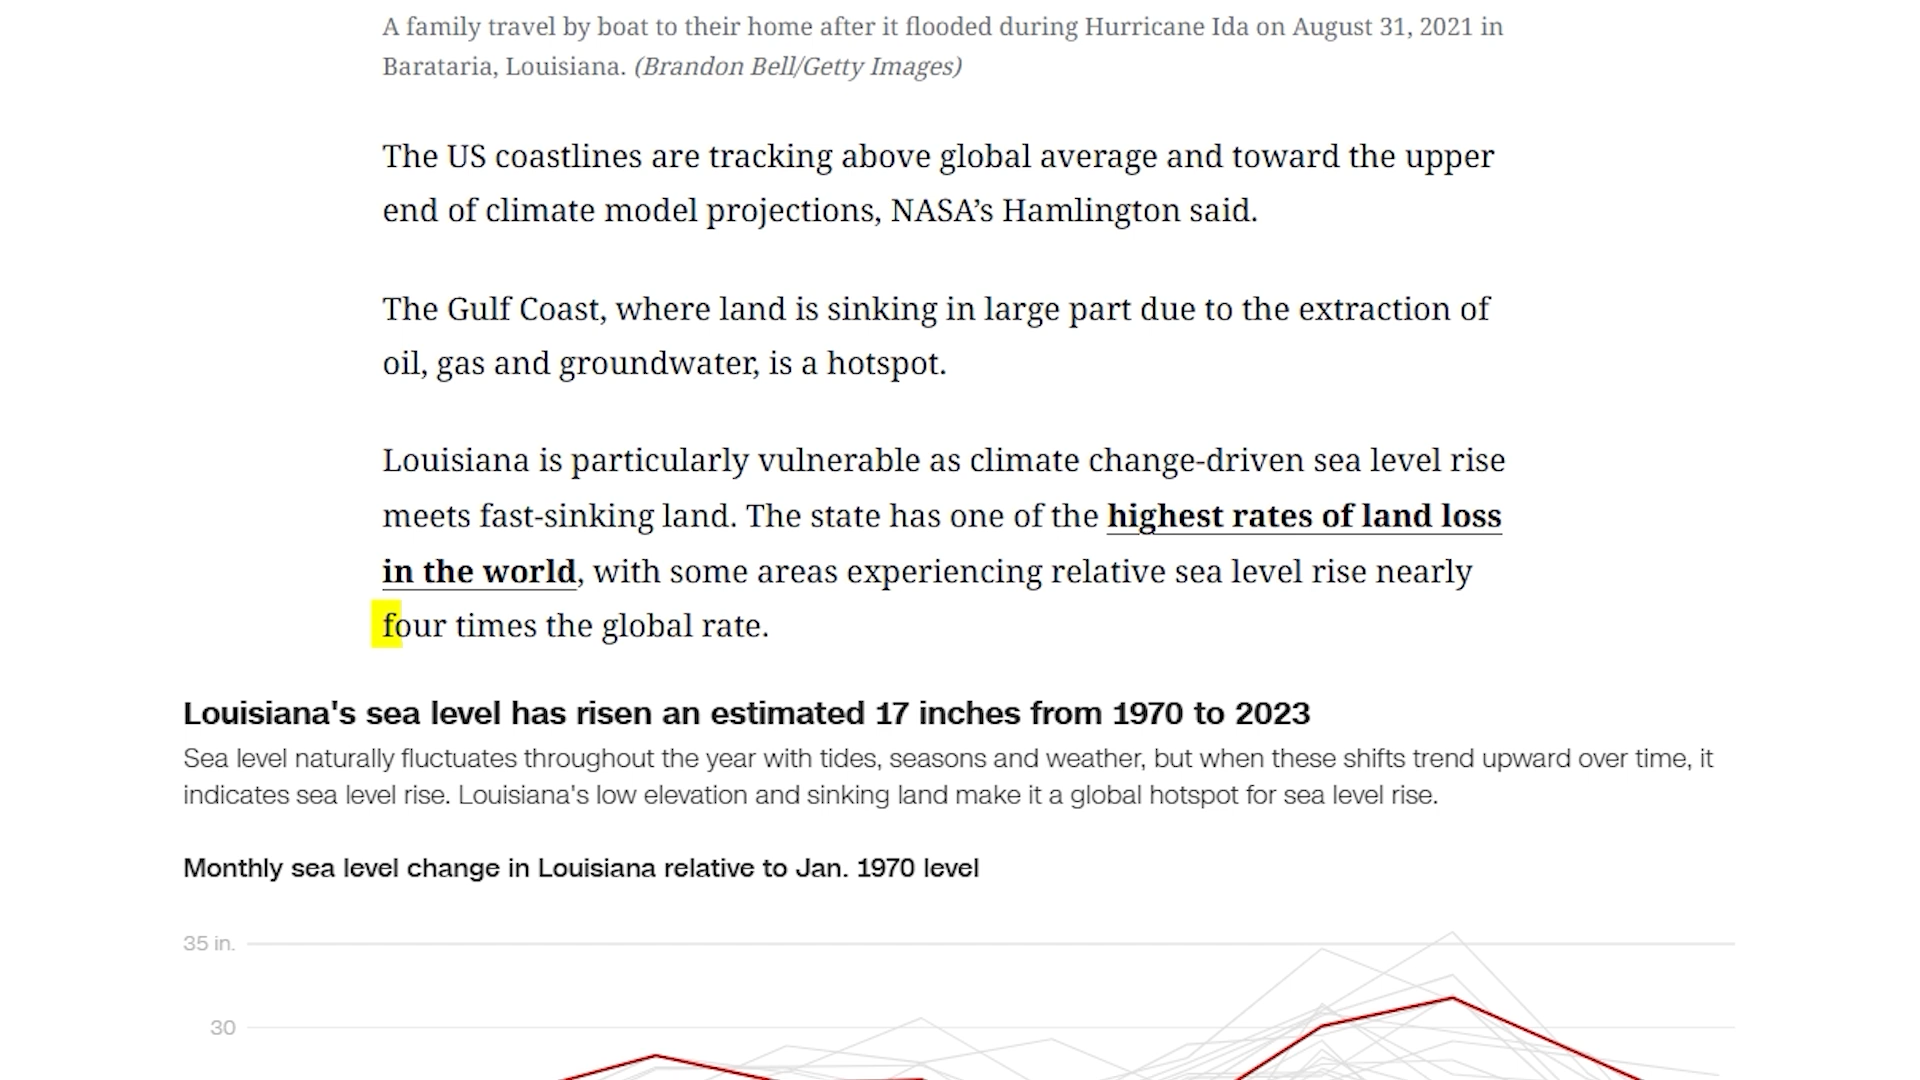 A family travel by boat to their home after it flooded during Hurricane Ida on August 31, 2021 in
Barataria, Louisiana. (Brandon Bell/Getty Images)
The US coastlines are tracking above global average and toward the upper
end of climate model projections, NASA’s Hamlington said.
The Gulf Coast, where land is sinking in large part due to the extraction of
oil, gas and groundwater, is a hotspot.
Louisiana is particularly vulnerable as climate change-driven sea level rise
meets fast-sinking land. The state has one of the highest rates of land loss
in the world, with some areas experiencing relative sea level rise nearly
four times the global rate.
Louisiana's sea level has risen an estimated 17 inches from 1970 to 2023
Sea level naturally fluctuates throughout the year with tides, seasons and weather, but when these shifts trend upward over time, it
indicates sea level rise. Louisiana's low elevation and sinking land make it a global hotspot for sea level rise.
Monthly sea level change in Louisiana relative to Jan. 1970 level
35 in.
30